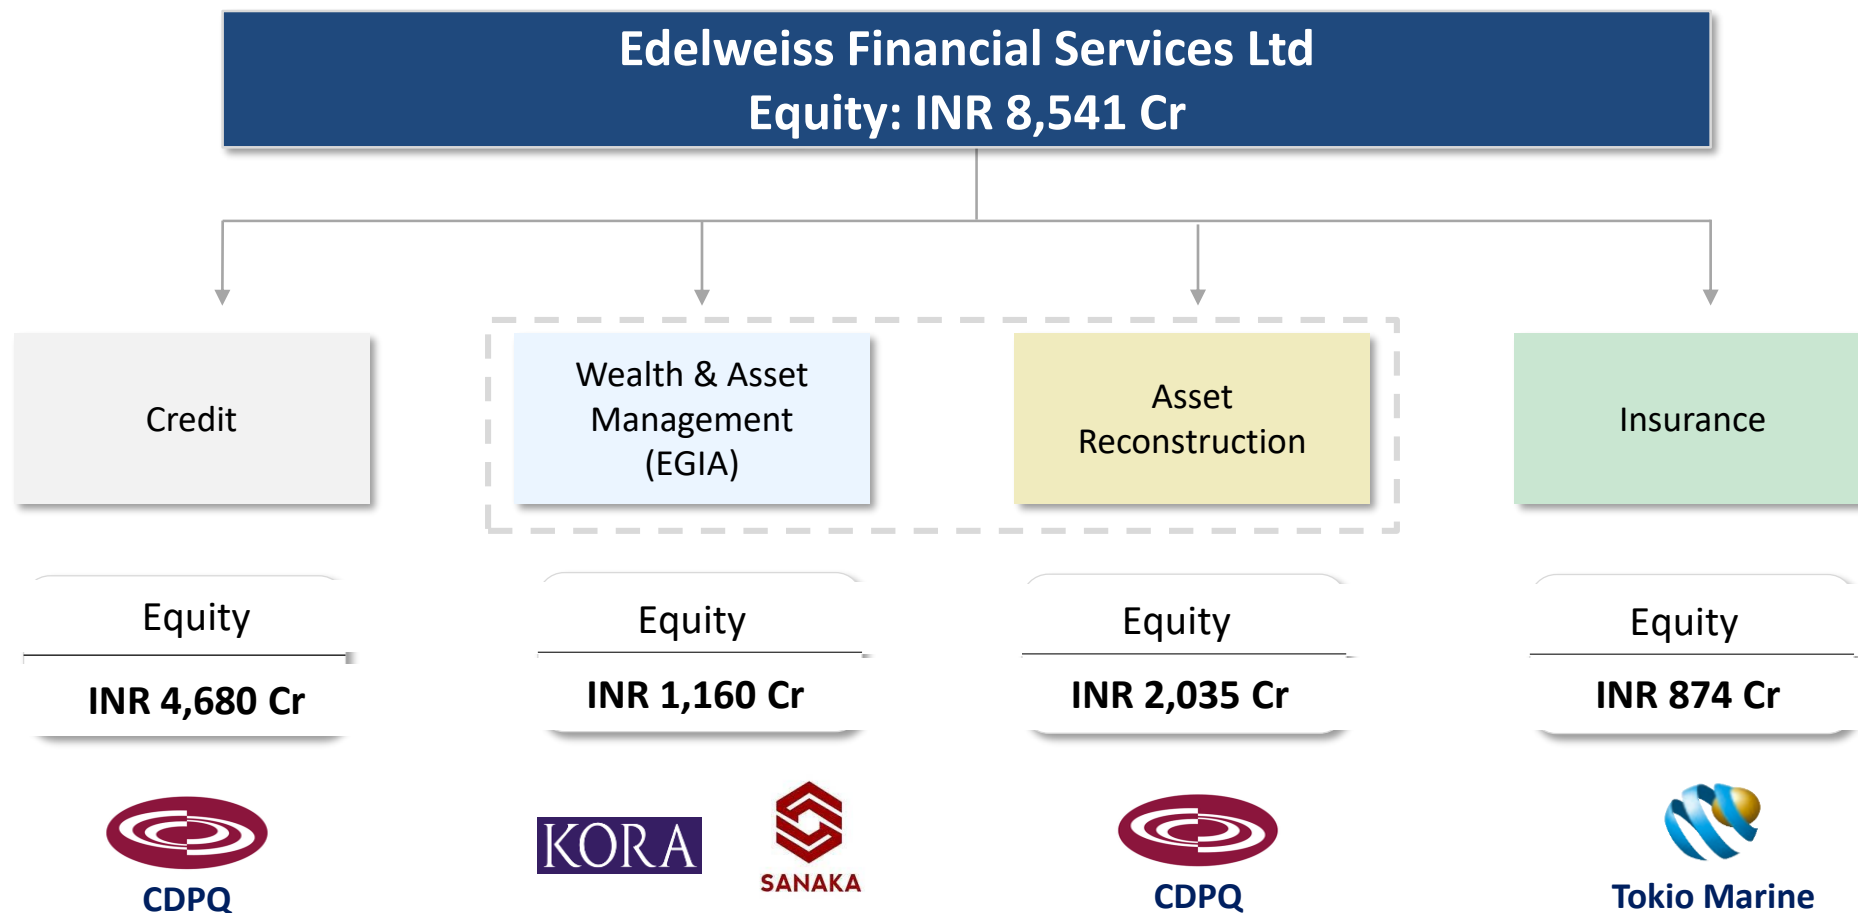 Edelweiss Financial Services Ltd
Equity: INR 8,541 Cr
Credit
Wealth & Asset
Management
(EGIA)
Asset
Reconstruction
Insurance
Equity
INR 4,680 Cr
Equity
INR 1,160 Cr
Equity
INR 2,035 Cr
Equity
INR 874 Cr
CDPQ
KORA
SANAKA
CDPQ
Tokio Marine